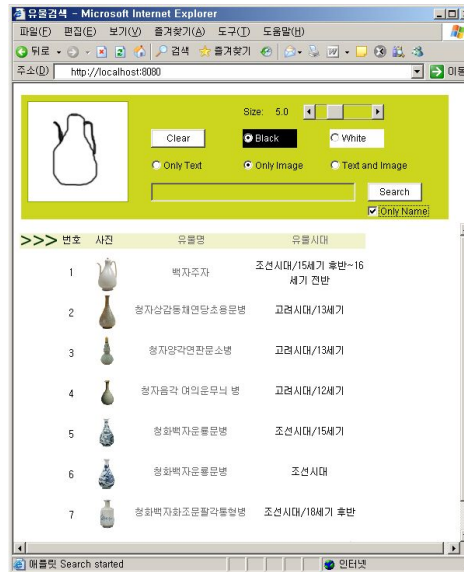 유물검색 - Microsoft Internet Explorer
파일(F) 편집(E) 보기(V) 즐겨찾기(A) 도구(T) 도움말(H)
뒤로 검색 즐겨찾기
주소(D) http://localhost:8080 이동
Size: 5.0
Clear Black White
Only Text Only Image Text and Image
Search
Only Name
>>> 번호 사진 유물명 유물시대
1 백자주자 조선시대/15세기 후반~16
세기 전반
2 청자상감동채연당초용문병 고려시대/13세기
3 청자양각연판문소병 고려시대/13세기
4 청자음각 여의운무늬 병 고려시대/12세기
5 청화백자운룡문병 조선시대/15세기
6 청화백자운룡문병 조선시대
7 청화백자화조문팔각통형병 조선시대/18세기 후반
애플릿 Search started 인터넷